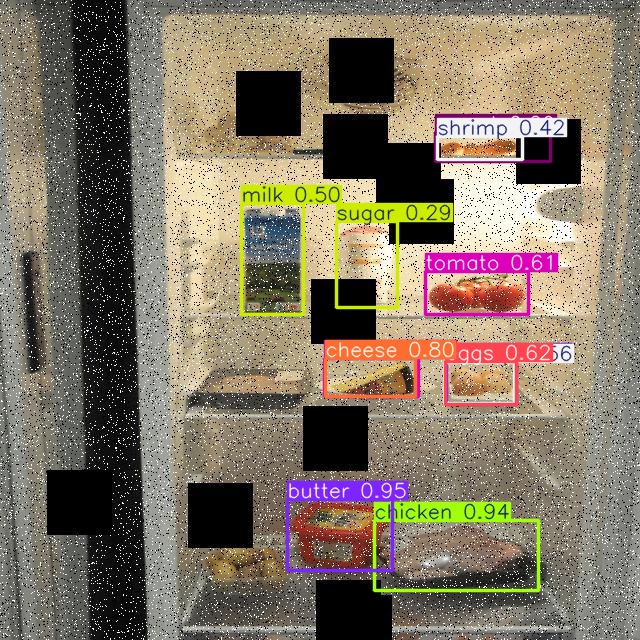 shrimp 0.42
milk 0.50
sugar 0.29
tomato 0.61
cheese 0.80
ggs 0.62
56
butter 0.95
chicken 0.94